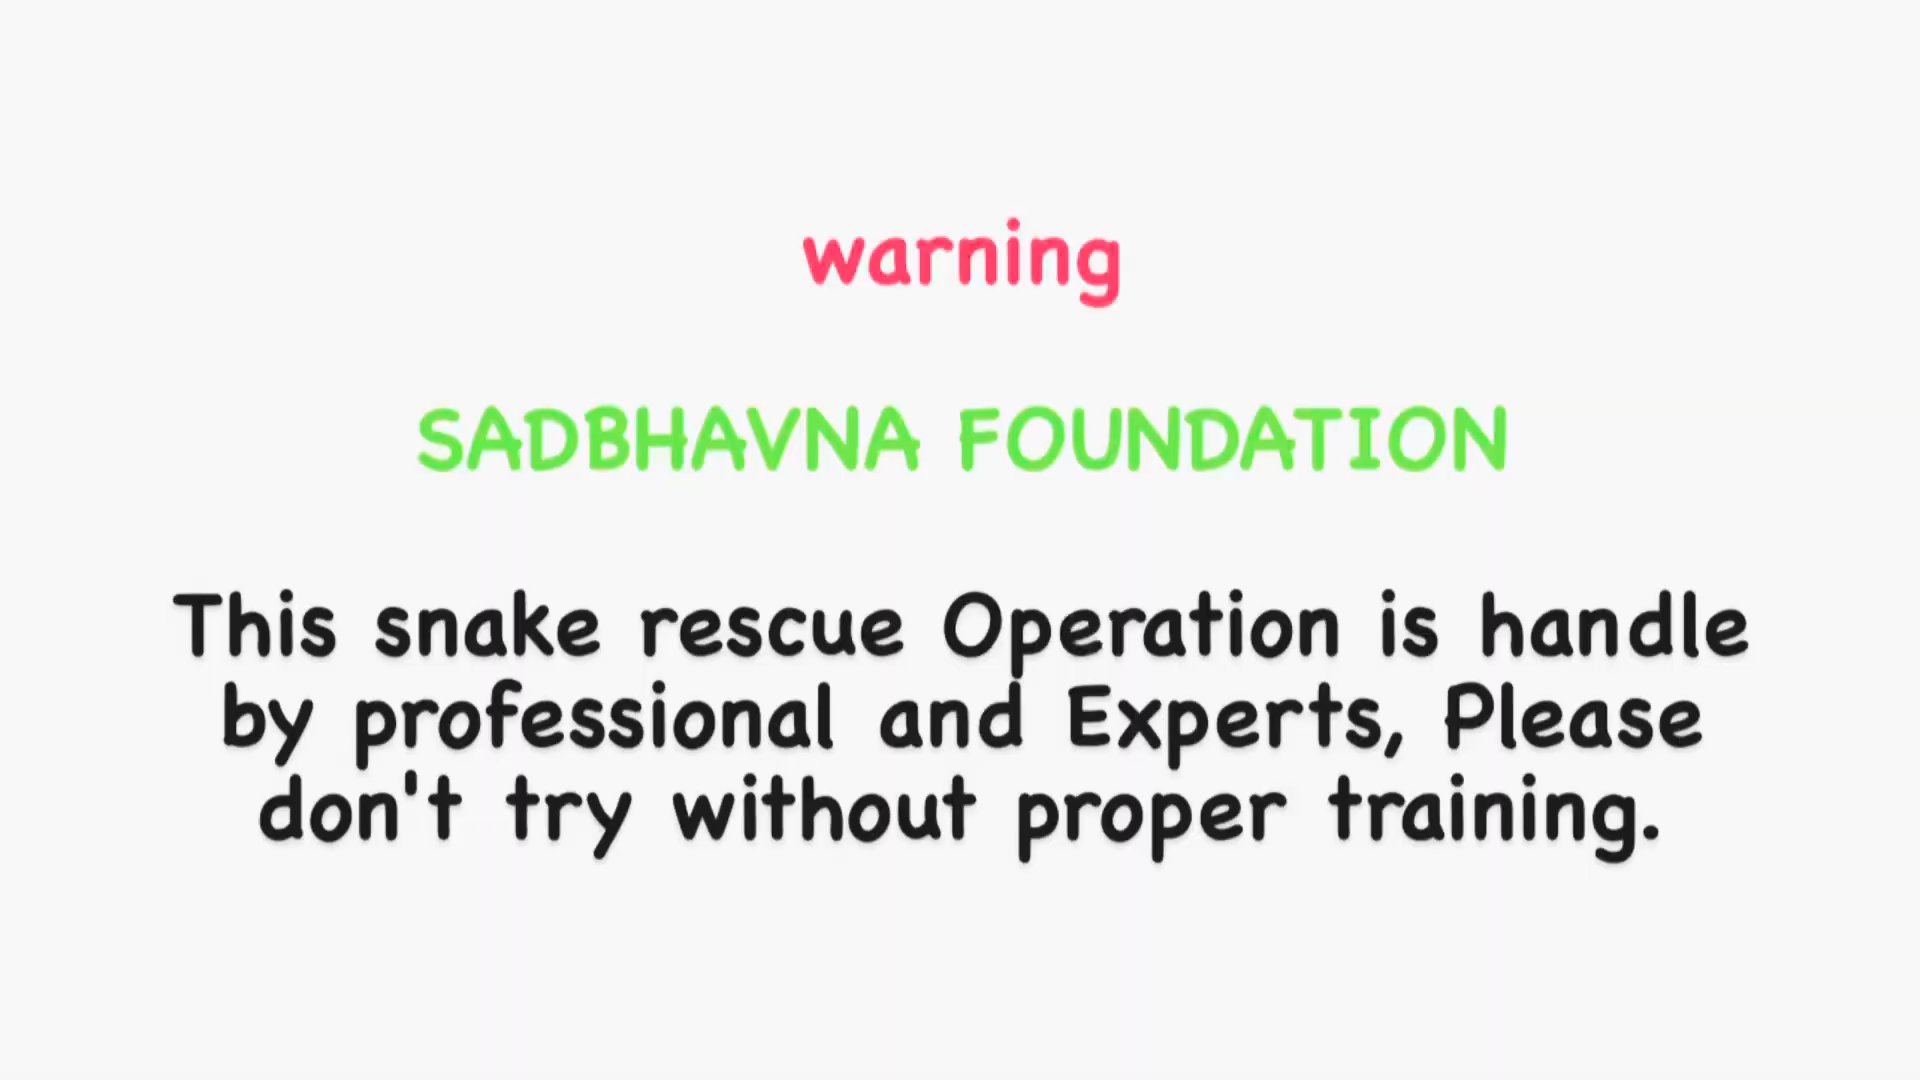 warning
SADBHAVNA FOUNDATION
This snake rescue Operation is handle
by professional and Experts, Please
don't try without proper training.